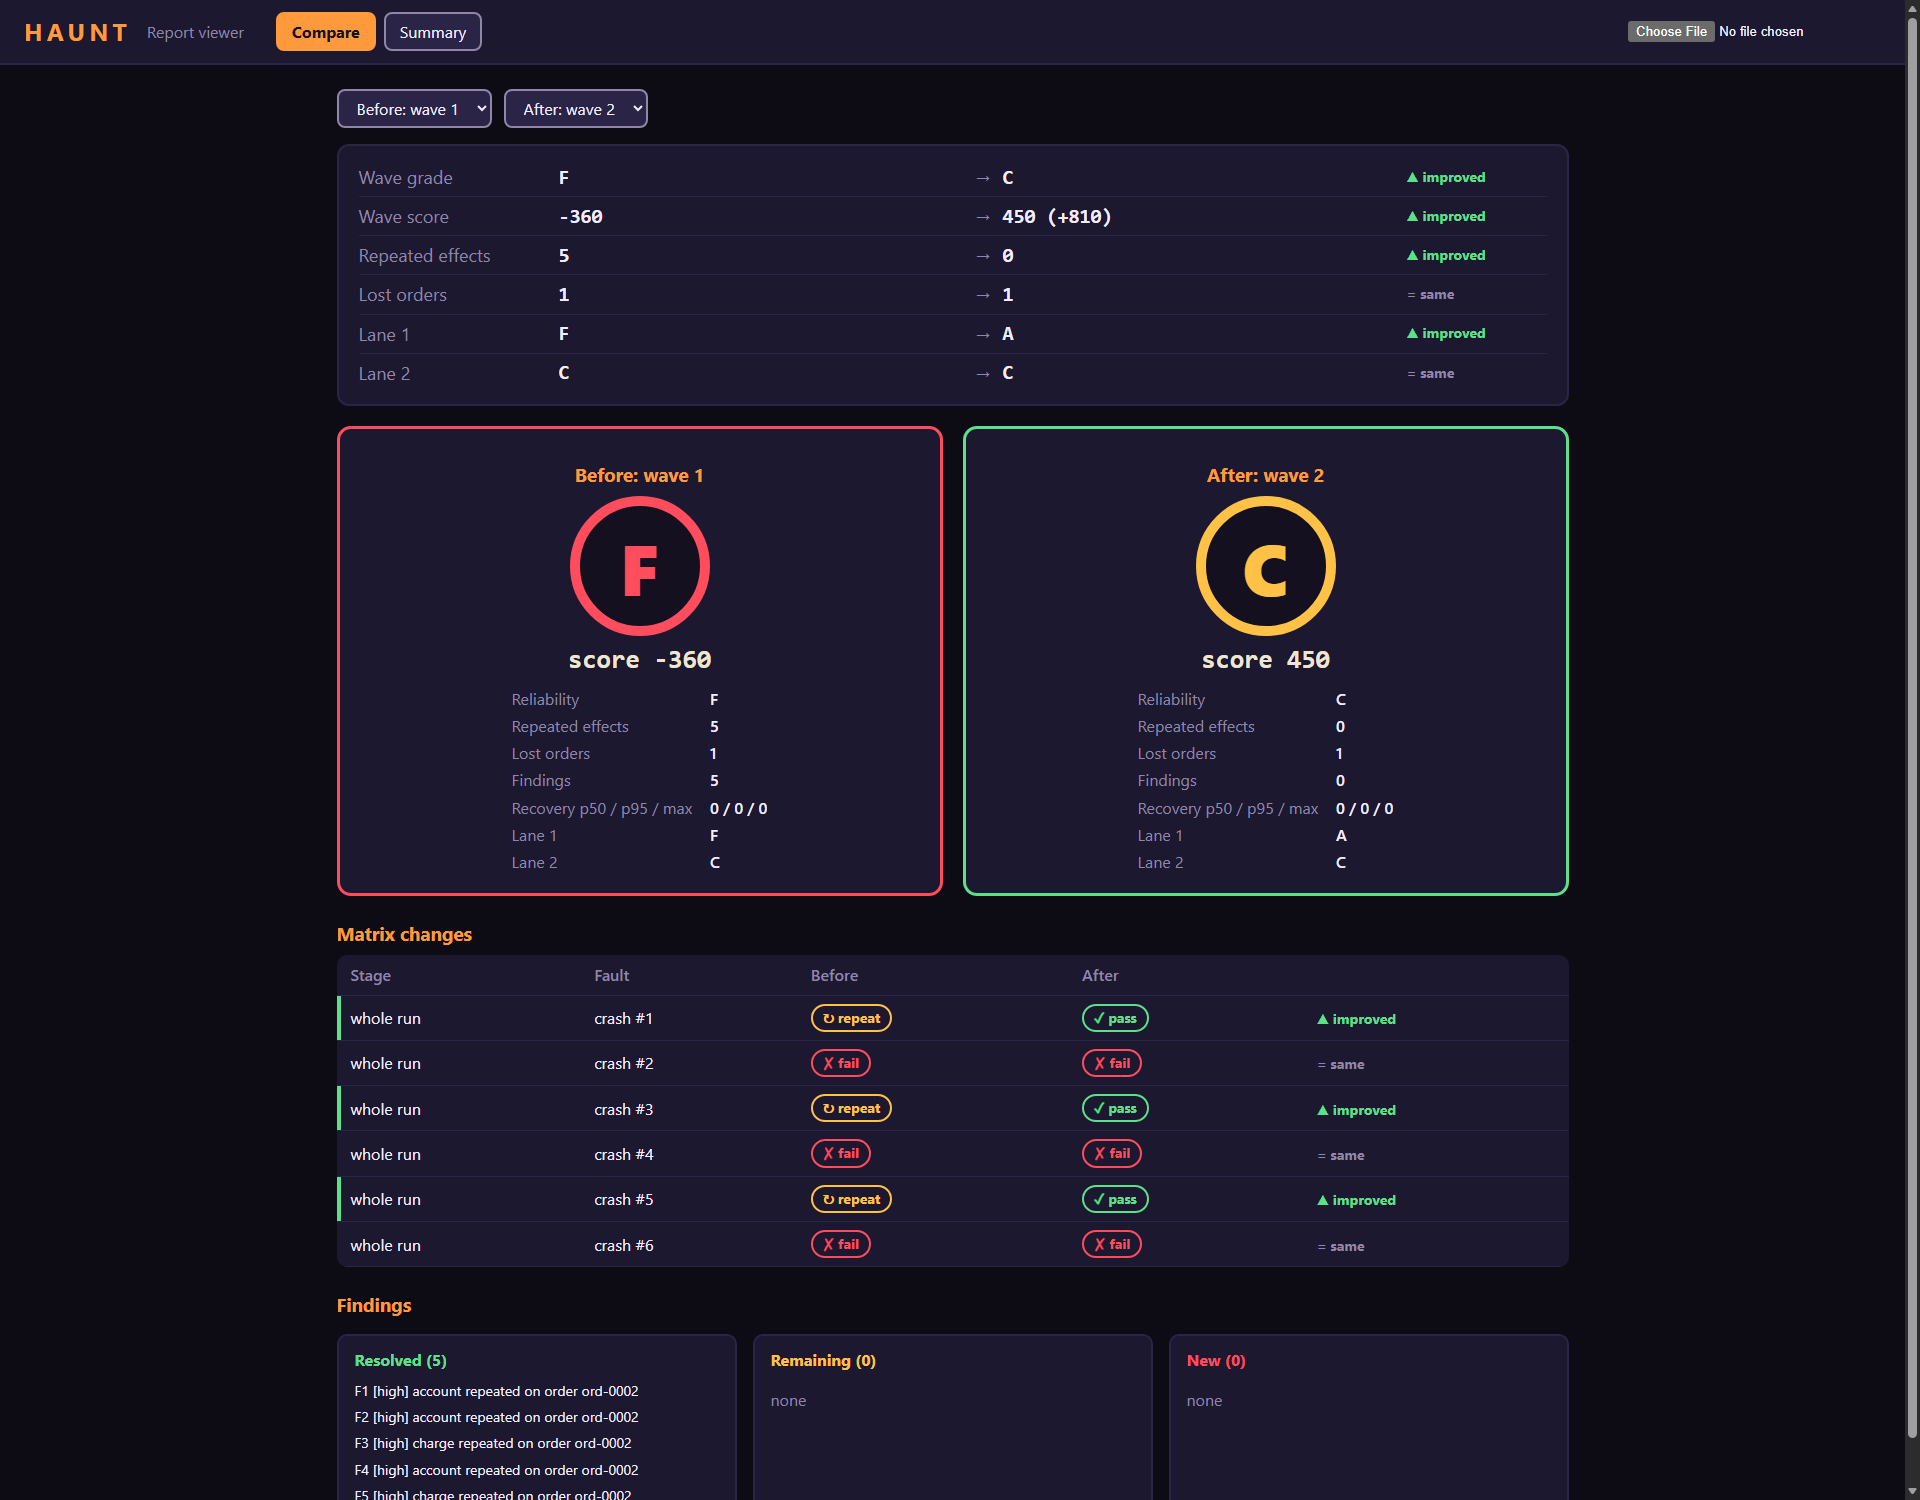 HAUNT Report viewer Compare Summary Choose File No file chosen
Before: wave 1 After: wave 2
Wave grade F → C ▲ improved
Wave score -360 → 450 (+810) ▲ improved
Repeated effects 5 → 0 ▲ improved
Lost orders 1 → 1 = same
Lane 1 F → A ▲ improved
Lane 2 C → C = same
Before: wave 1
F
score -360
Reliability F
Repeated effects 5
Lost orders 1
Findings 5
Recovery p50 / p95 / max 0 / 0 / 0
Lane 1 F
Lane 2 C
After: wave 2
C
score 450
Reliability C
Repeated effects 0
Lost orders 1
Findings 0
Recovery p50 / p95 / max 0 / 0 / 0
Lane 1 A
Lane 2 C
Matrix changes
Stage Fault Before After
whole run crash #1 ↻ repeat ✓ pass ▲ improved
whole run crash #2 ✗ fail ✗ fail = same
whole run crash #3 ↻ repeat ✓ pass ▲ improved
whole run crash #4 ✗ fail ✗ fail = same
whole run crash #5 ↻ repeat ✓ pass ▲ improved
whole run crash #6 ✗ fail ✗ fail = same
Findings
Resolved (5)
F1 [high] account repeated on order ord-0002
F2 [high] account repeated on order ord-0002
F3 [high] charge repeated on order ord-0002
F4 [high] account repeated on order ord-0002
F5 [high] charge repeated on order ord-0002
Remaining (0)
none
New (0)
none